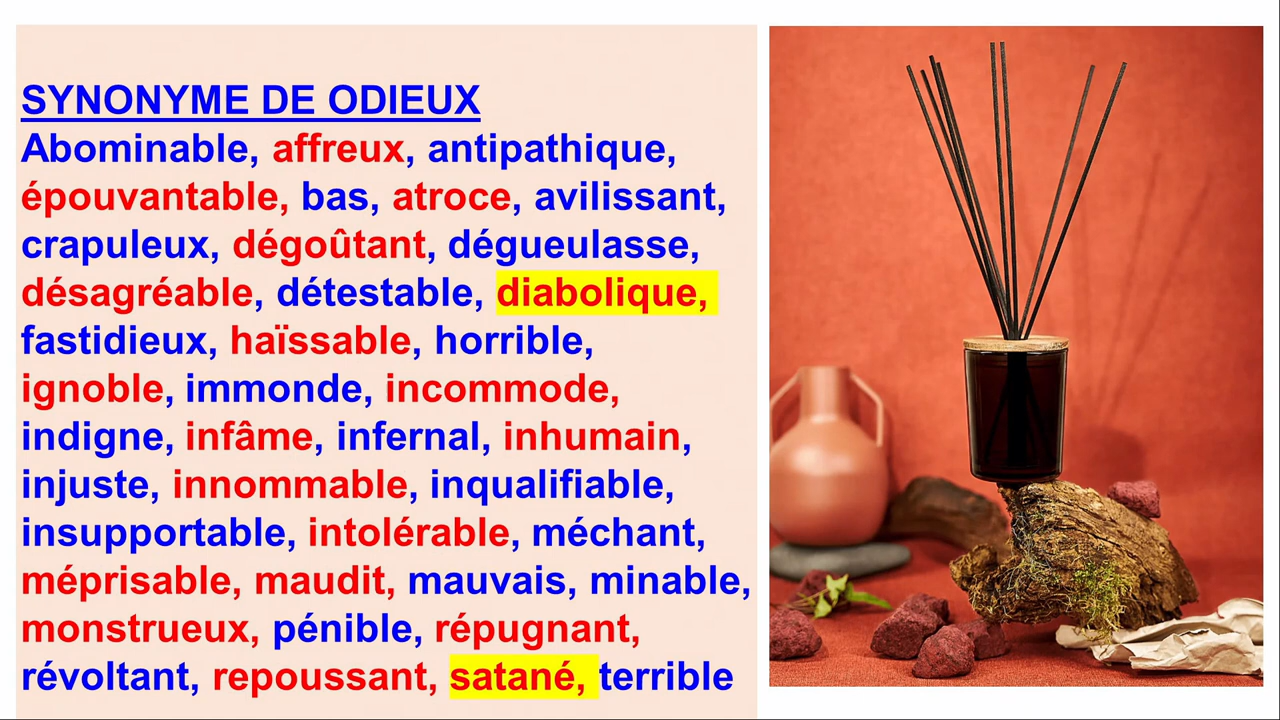 SYNONYME DE ODIEUX
Abominable, affreux, antipathique,
épouvantable, bas, atroce, avilissant,
crapuleux, dégoûtant, dégueulasse,
désagréable, détestable, diabolique,
fastidieux, haïssable, horrible,
ignoble, immonde, incommode,
indigne, infâme, infernal, inhumain,
injuste, innommable, inqualifiable,
insupportable, intolérable, méchant,
méprisable, maudit, mauvais, minable,
monstrueux, pénible, répugnant,
révoltant, repoussant, satané, terrible